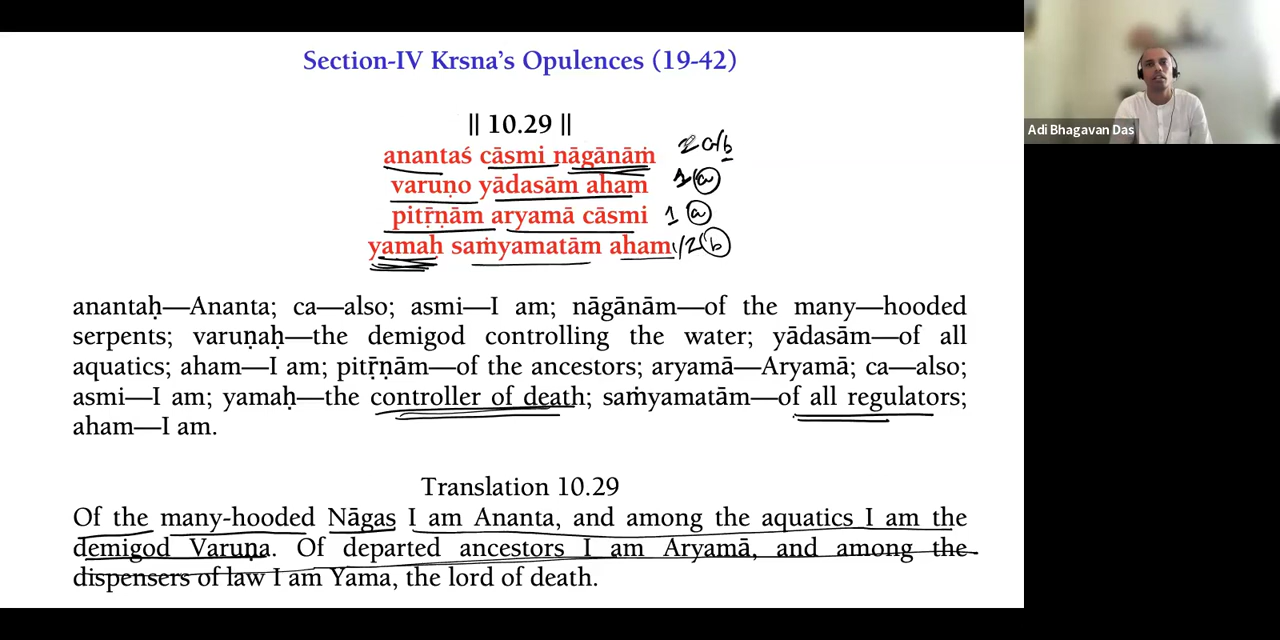 Section-IV Krsna's Opulences (19-42)
|| 10.29 ||
anantaś cāsmi nāgānāṁ 2 a/b
varuṇo yādasām aham 1 a
pitṝṇām aryamā cāsmi 1 a
yamaḥ saṁyamatām aham 1/2 b
anantaḥ—Ananta; ca—also; asmi—I am; nāgānām—of the many—hooded
serpents; varuṇaḥ—the demigod controlling the water; yādasām—of all
aquatics; aham—I am; pitṝṇām—of the ancestors; aryamā—Aryamā; ca—also;
asmi—I am; yamaḥ—the controller of death; saṁyamatām—of all regulators;
aham—I am.
Translation 10.29
Of the many-hooded Nāgas I am Ananta, and among the aquatics I am the
demigod Varuṇa. Of departed ancestors I am Aryamā, and among the
dispensers of law I am Yama, the lord of death.
Adi Bhagavan Das